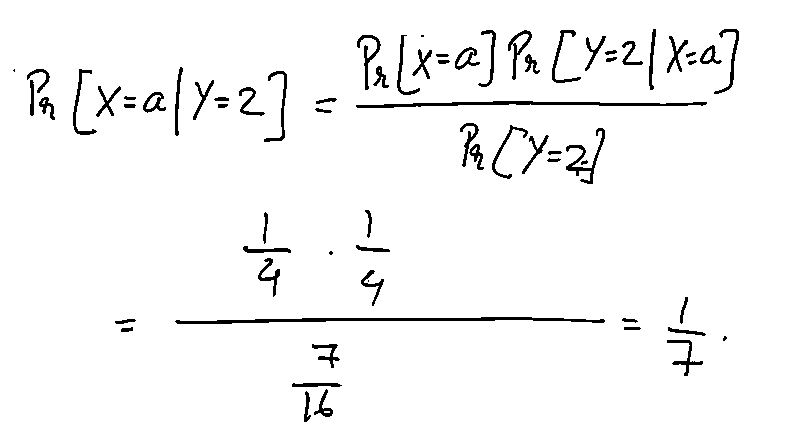 Pr[X=a|Y=2] = Pr[X=a] Pr[Y=2|X=a] / Pr[Y=2]
= (1/4 · 1/4) / (7/16) = 1/7.